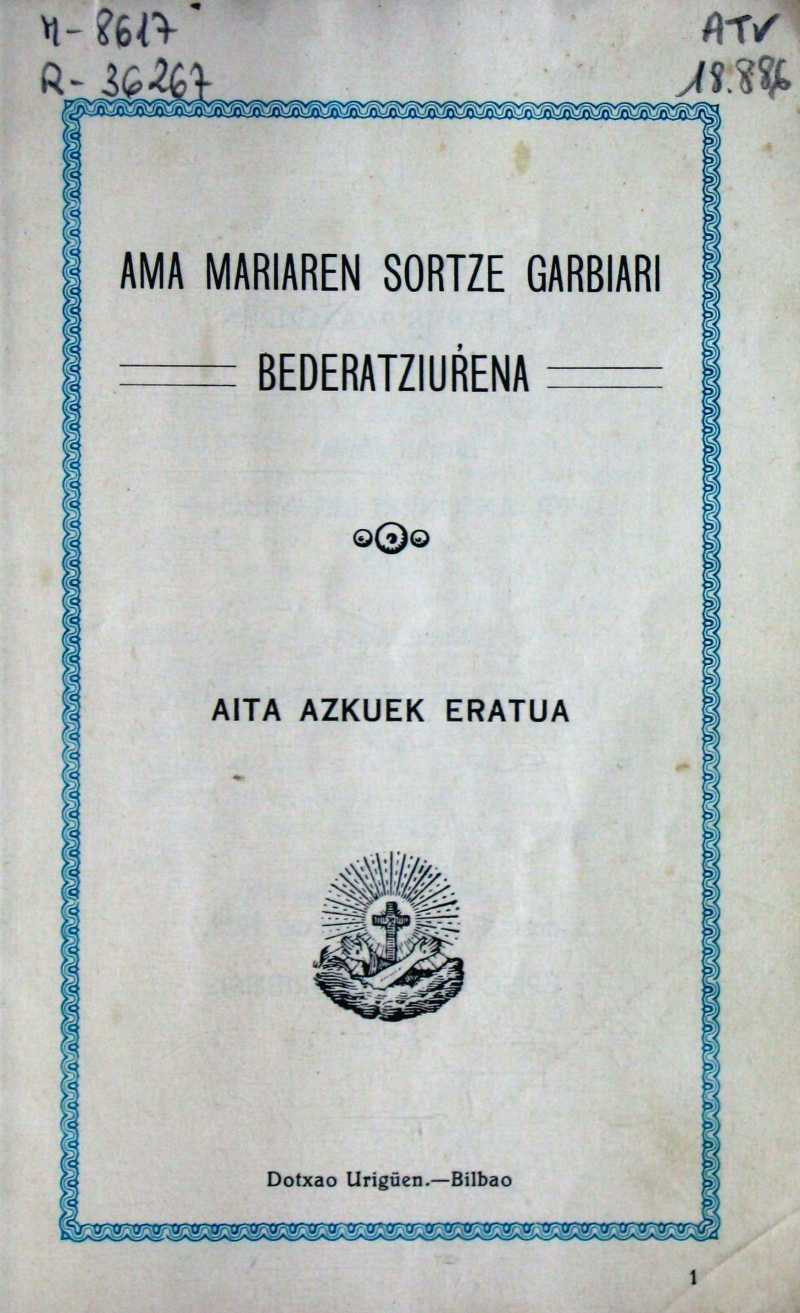 M-8617
R-36267
ATV
18.886
AMA MARIAREN SORTZE GARBIARI
BEDERATZIUŔENA
AITA AZKUEK ERATUA
Dotxao Urigüen.—Bilbao
1